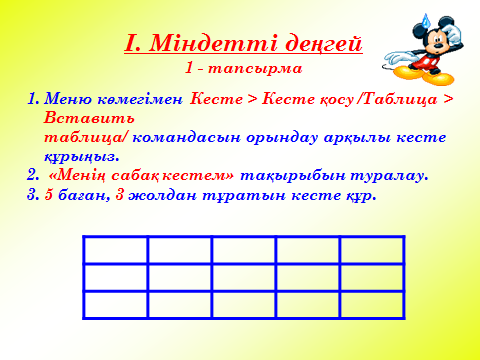 I. Міндетті деңгей
1 - тапсырма
1. Меню көмегімен Кесте > Кесте қосу /Таблица >
Вставить
таблица/ командасын орындау арқылы кесте
құрыңыз.
2. «Менің сабақ кестем» тақырыбын туралау.
3. 5 баған, 3 жолдан тұратын кесте құр.